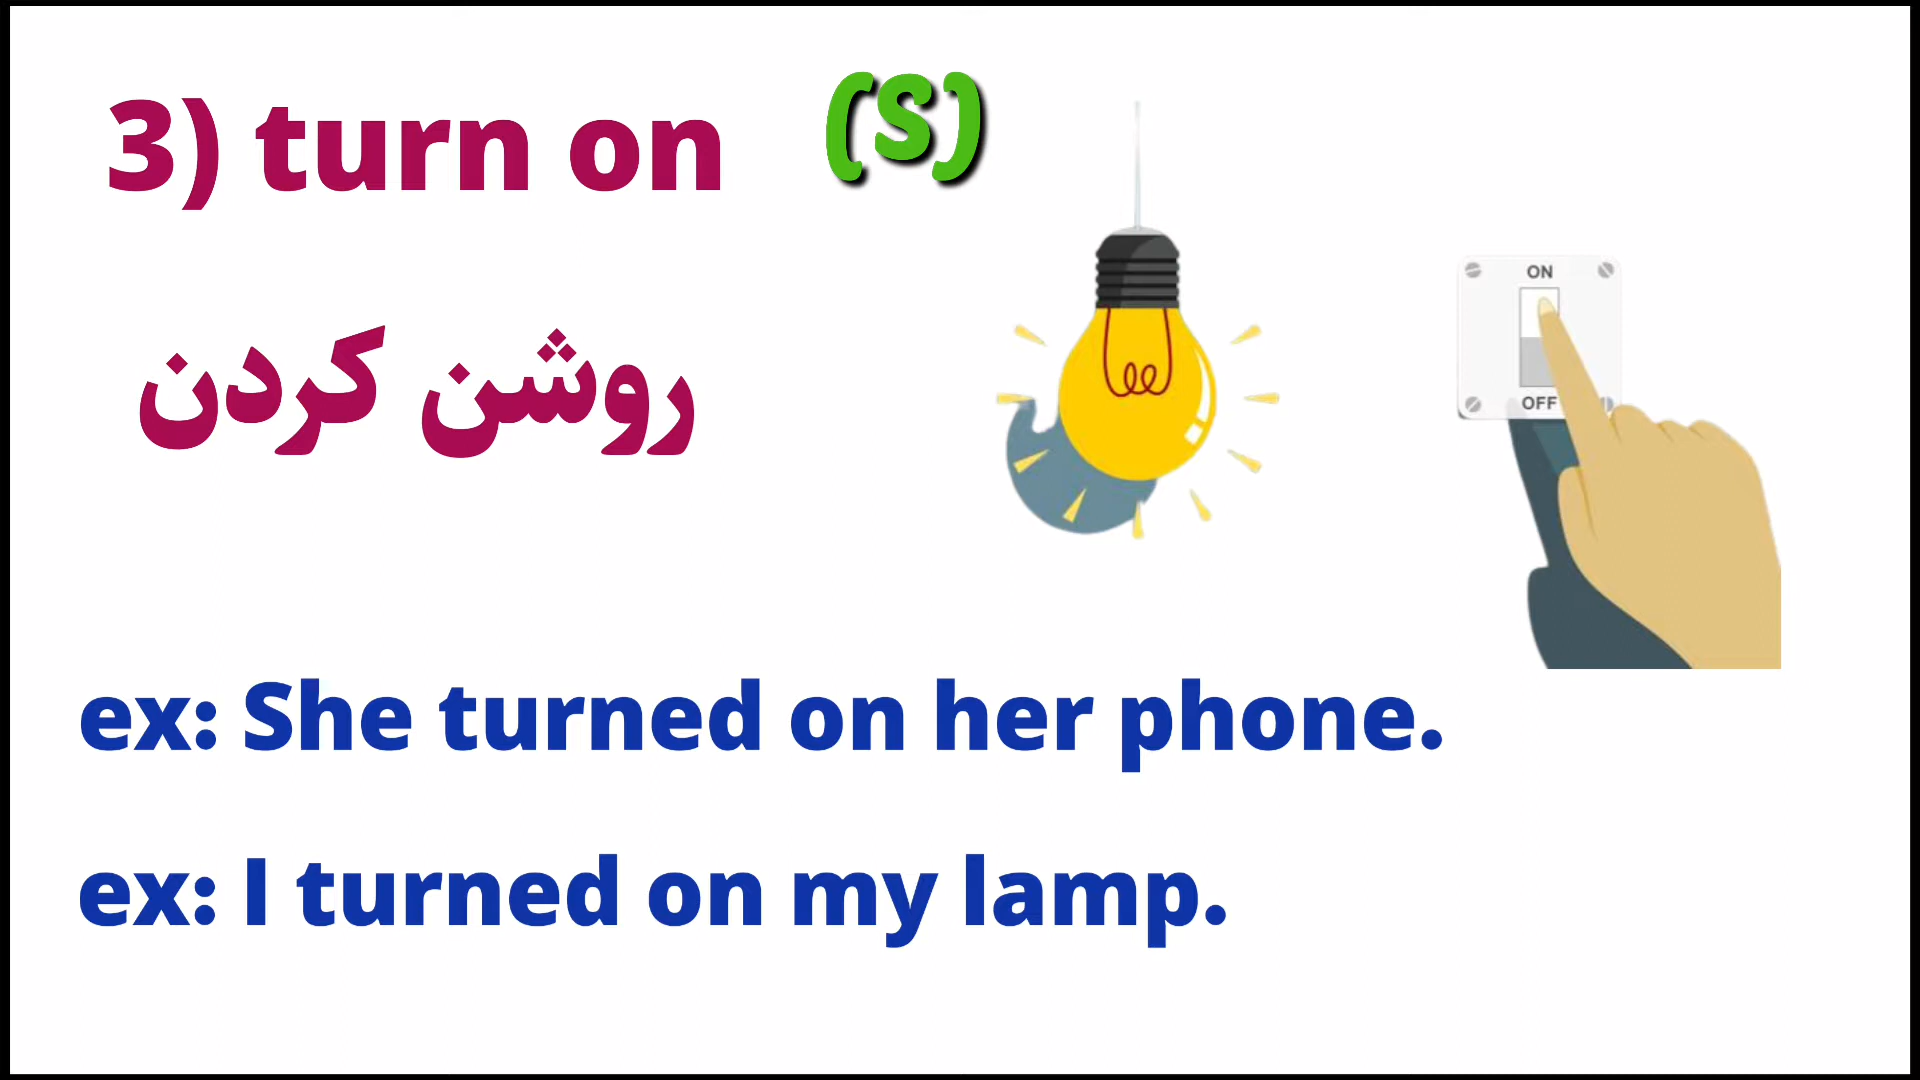 3) turn on (S)
روشن کردن
ON
OFF
ex: She turned on her phone.
ex: I turned on my lamp.